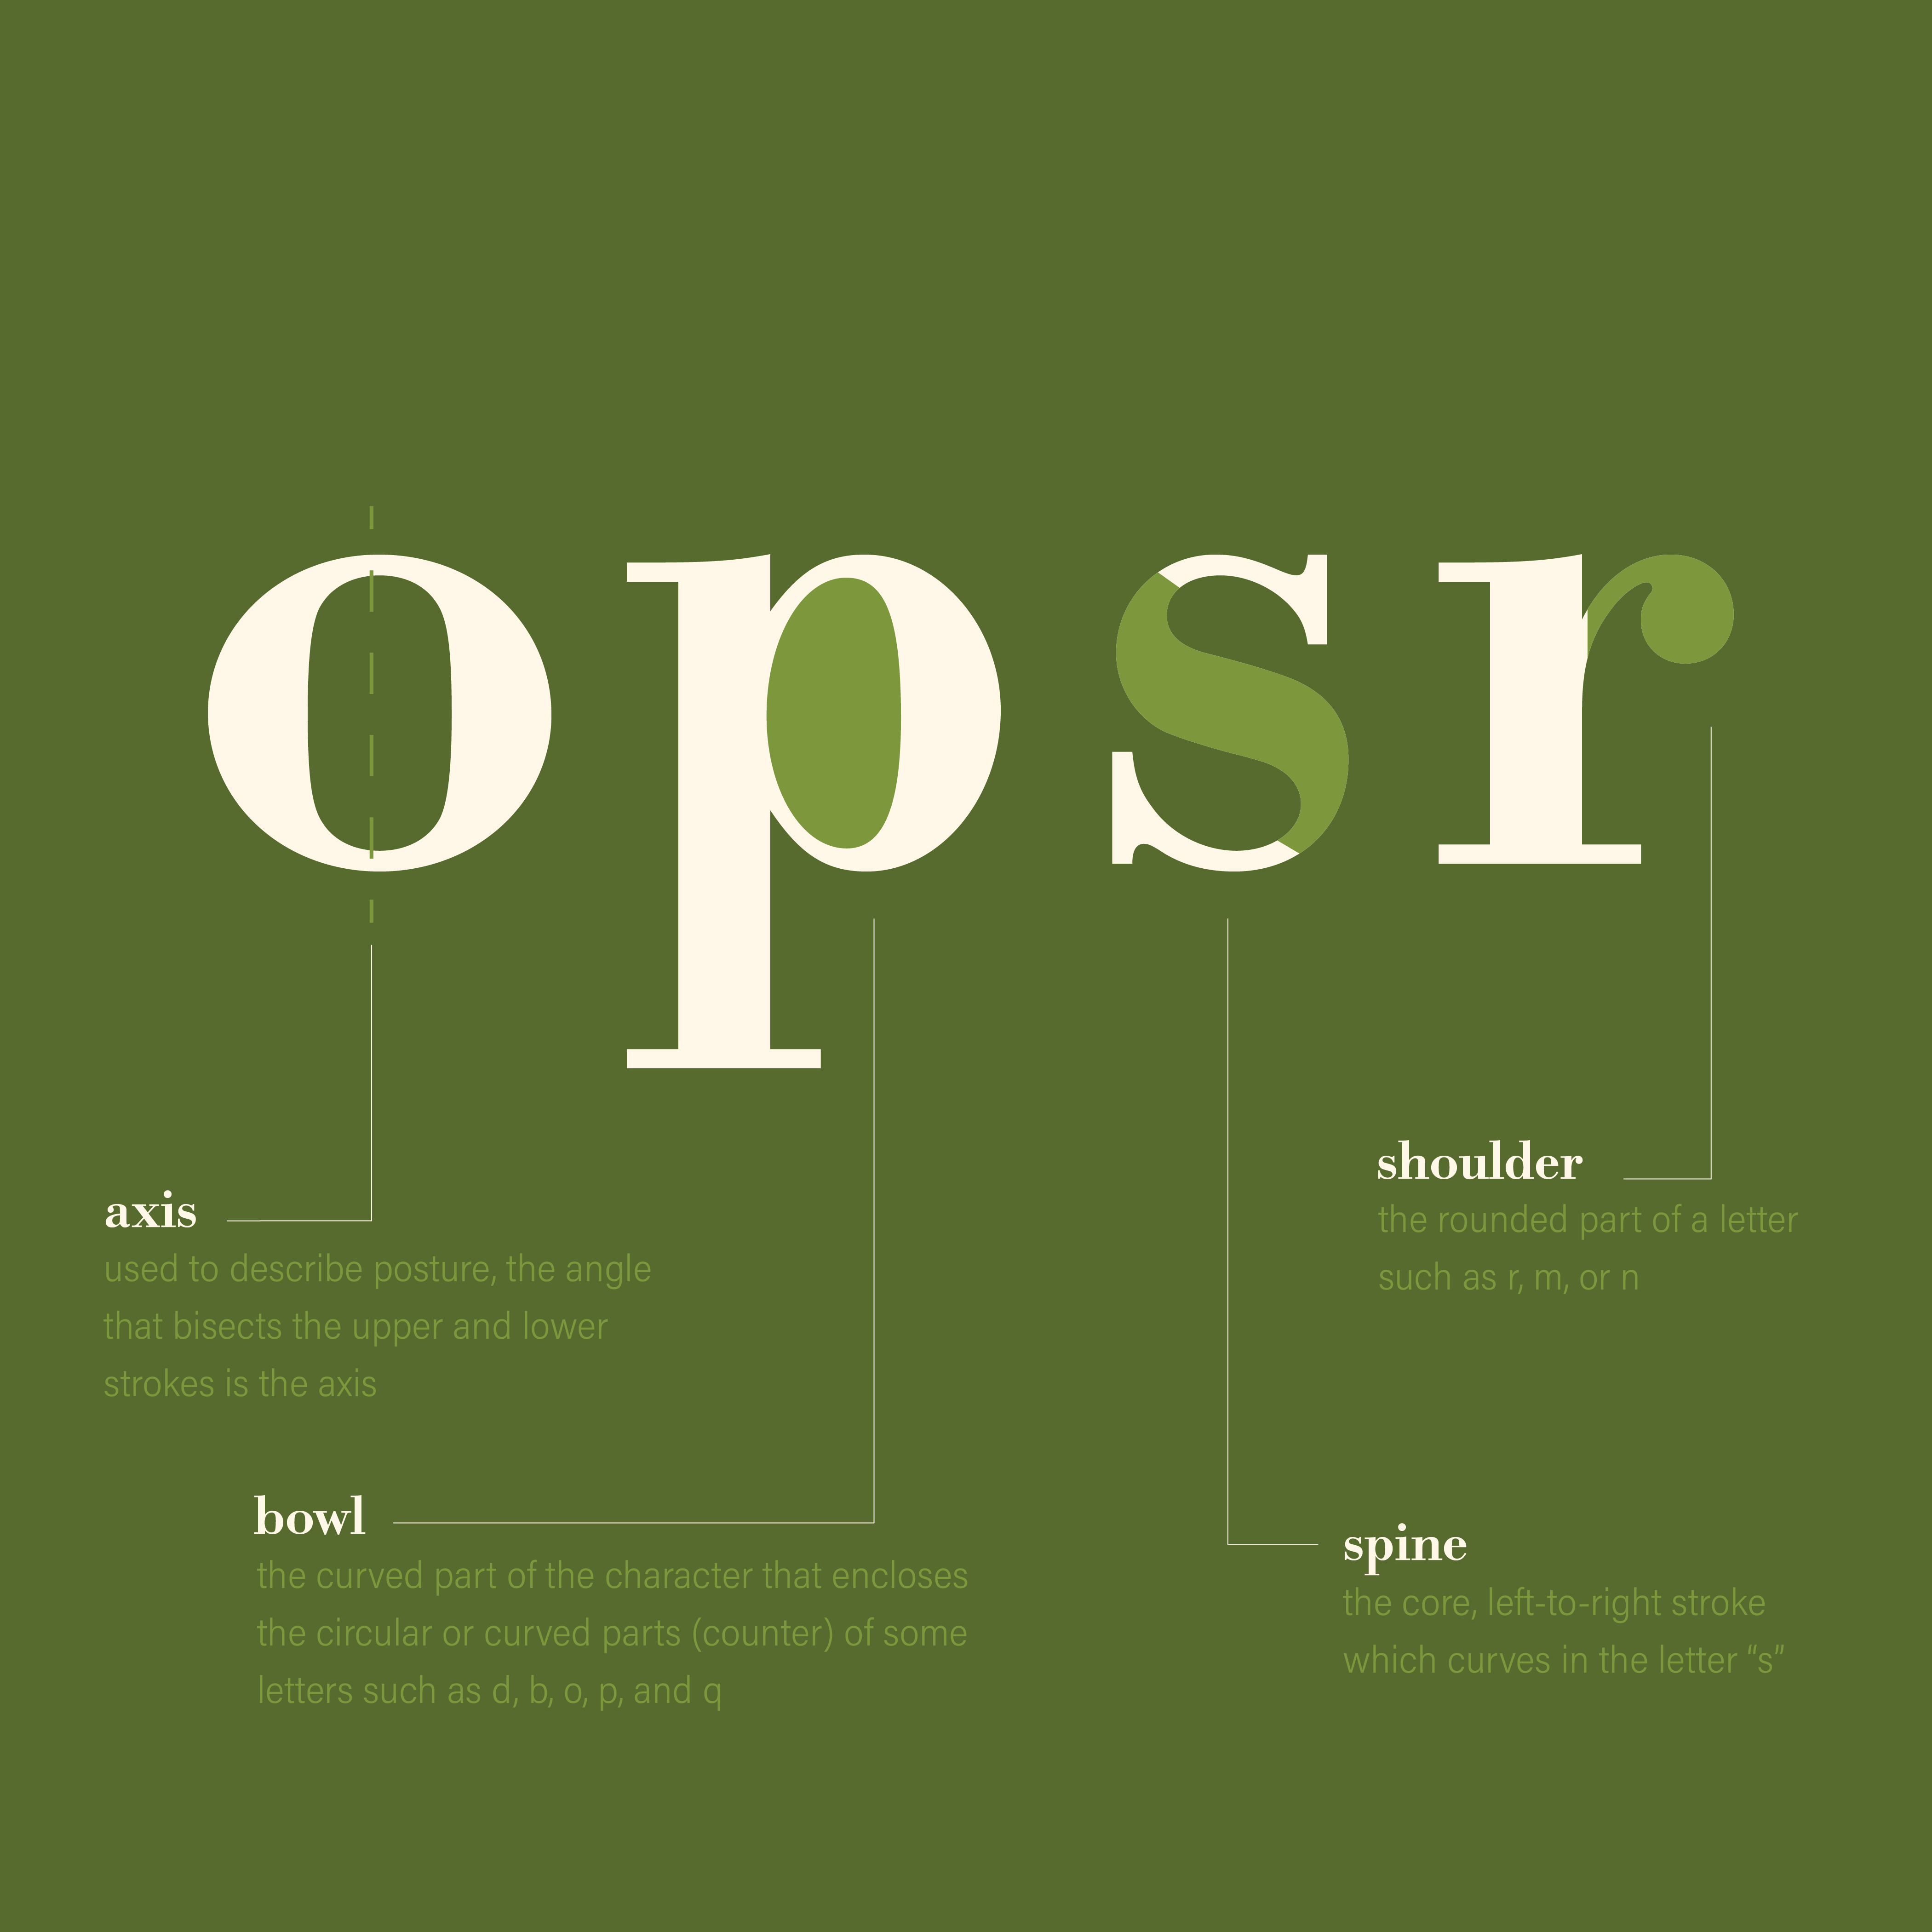 opsr
axis
used to describe posture, the angle
that bisects the upper and lower
strokes is the axis
bowl
the curved part of the character that encloses
the circular or curved parts (counter) of some
letters such as d, b, o, p, and q
shoulder
the rounded part of a letter
such as r, m, or n
spine
the core, left-to-right stroke
which curves in the letter “s”